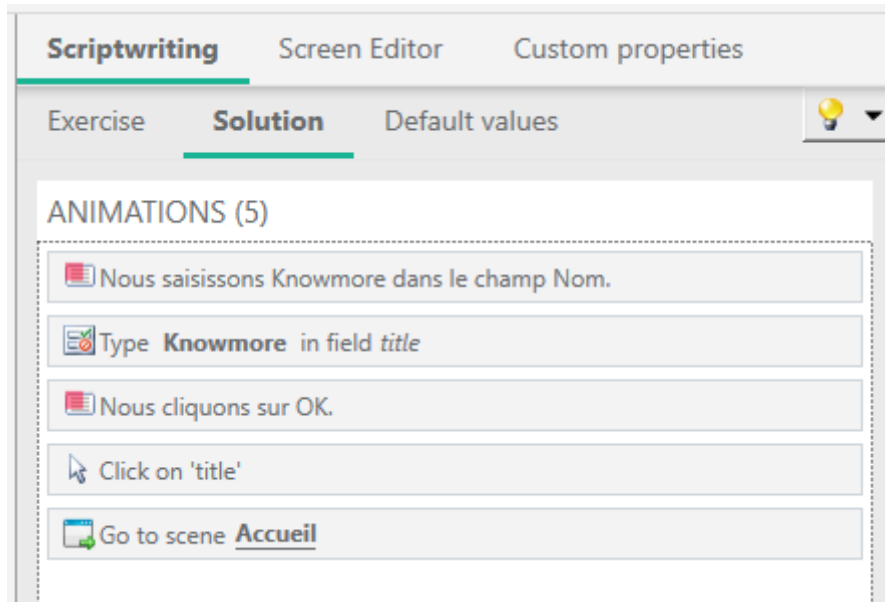 Scriptwriting Screen Editor Custom properties
Exercise Solution Default values
ANIMATIONS (5)
Nous saisissons Knowmore dans le champ Nom.
Type Knowmore in field title
Nous cliquons sur OK.
Click on 'title'
Go to scene Accueil